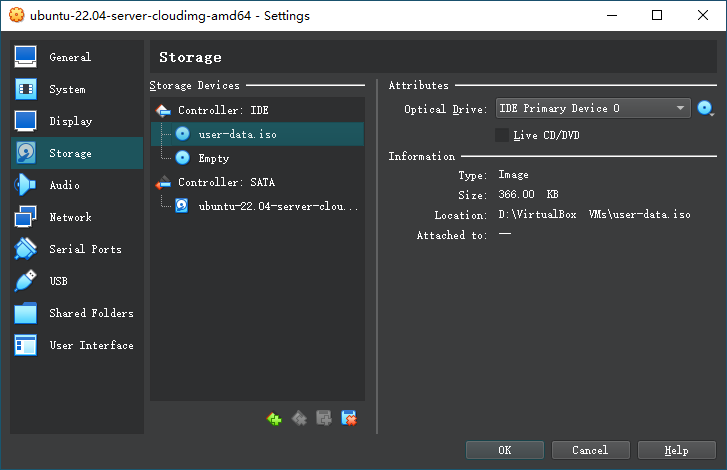 ubuntu-22.04-server-cloudimg-amd64 - Settings
General
System
Display
Storage
Audio
Network
Serial Ports
USB
Shared Folders
User Interface
Storage
Storage Devices
Controller: IDE
user-data.iso
Empty
Controller: SATA
ubuntu-22.04-server-clou...
Attributes
Optical Drive: IDE Primary Device 0
Live CD/DVD
Information
Type: Image
Size: 366.00 KB
Location: D:\VirtualBox VMs\user-data.iso
Attached to: —
OK
Cancel
Help